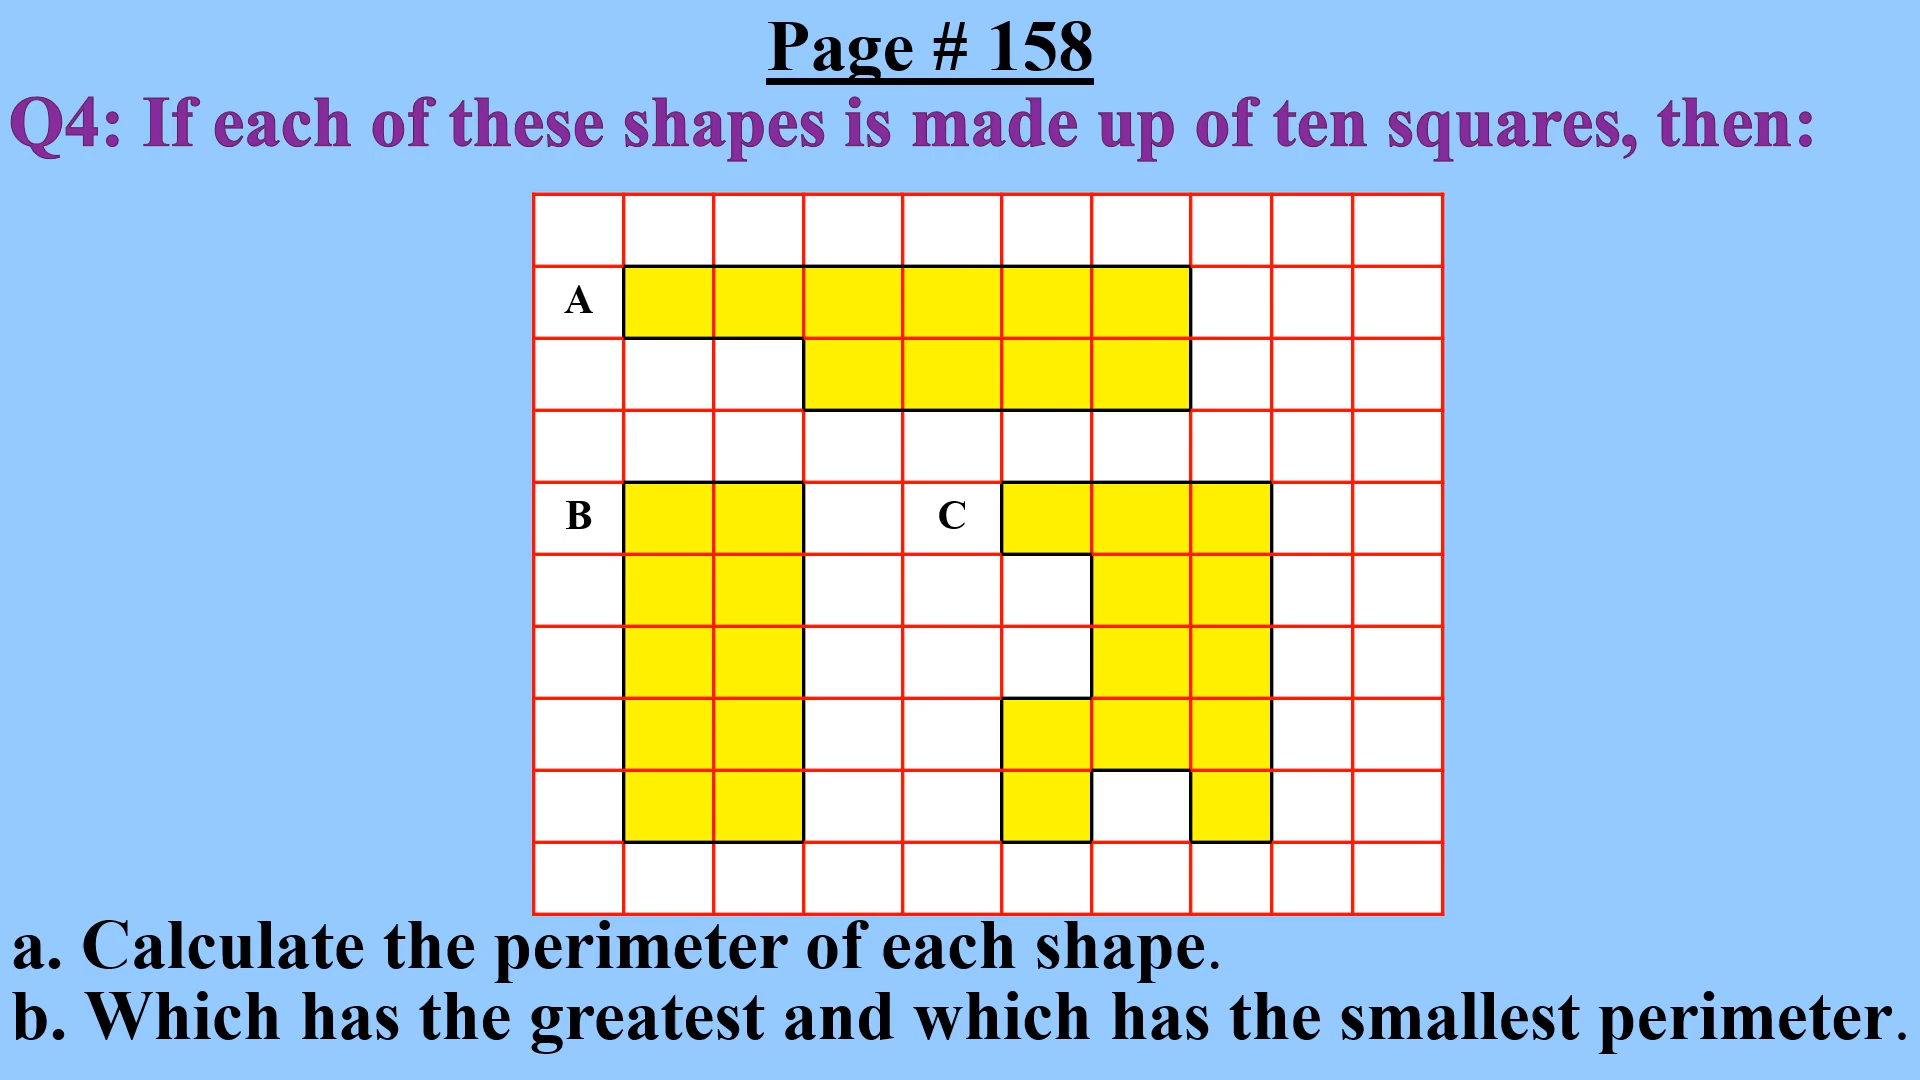 Page # 158
Q4: If each of these shapes is made up of ten squares, then:
A
B
C
a. Calculate the perimeter of each shape.
b. Which has the greatest and which has the smallest perimeter.